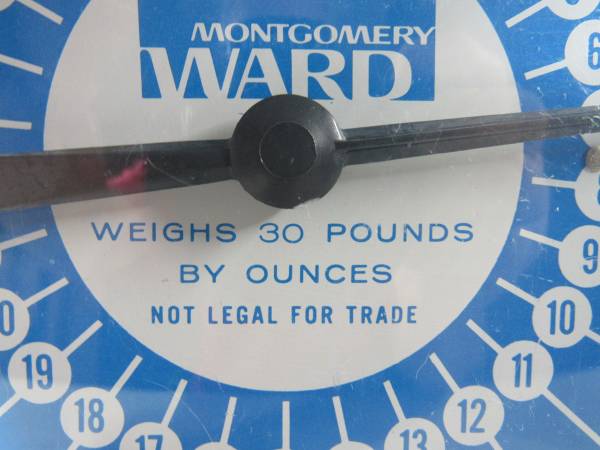 MONTGOMERY
WARD
6
8
WEIGHS 30 POUNDS
BY OUNCES
9
NOT LEGAL FOR TRADE
10
19
11
18
12
17
13